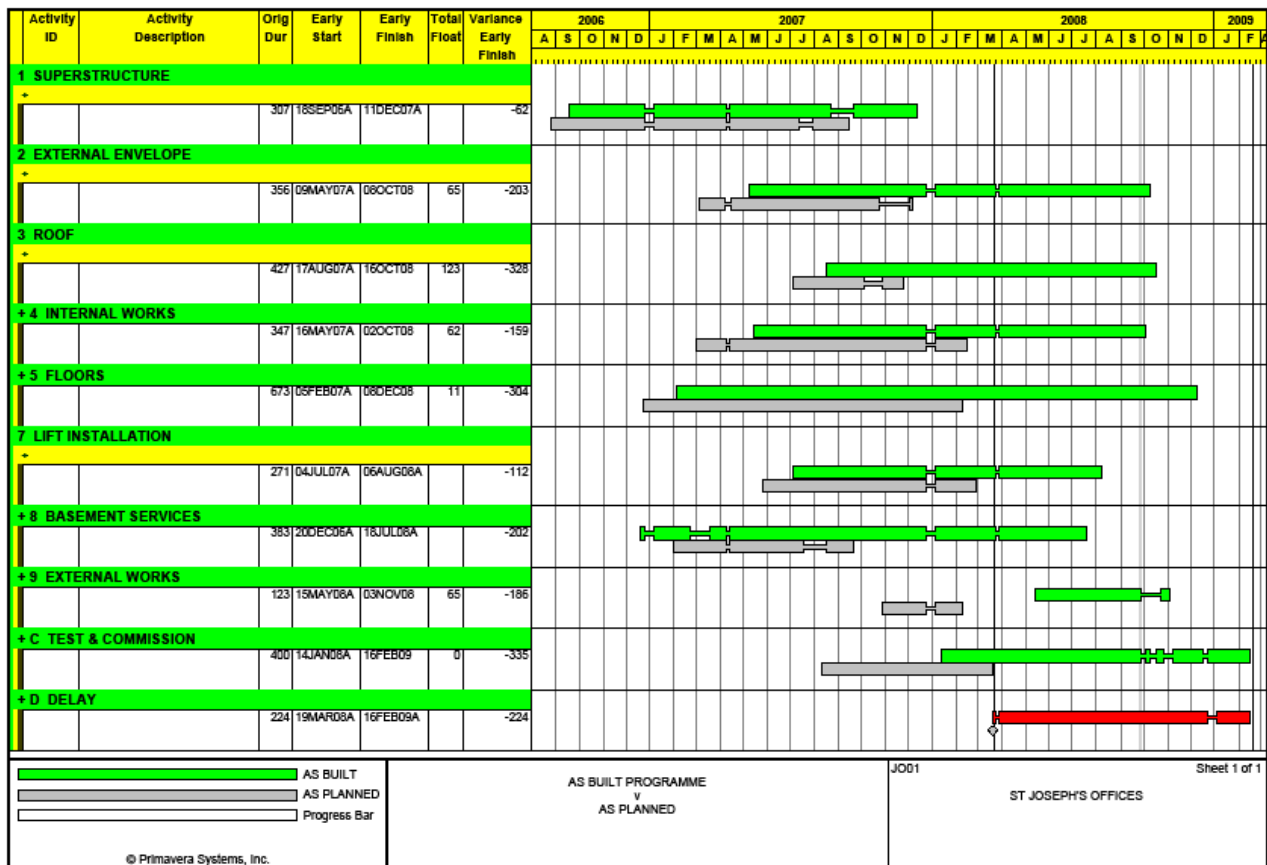 Activity ID Activity Description Orig Dur Early Start Early Finish Total Float Variance Early Finish 2006 2007 2008 2009
A S O N D J F M A M J J A S O N D J F M A M J J A S O N D J F A
1 SUPERSTRUCTURE
+
307 18SEP06A 11DEC07A -62
2 EXTERNAL ENVELOPE
+
356 09MAY07A 08OCT08 65 -203
3 ROOF
+
427 17AUG07A 16OCT08 123 -328
+ 4 INTERNAL WORKS
347 16MAY07A 02OCT08 62 -159
+ 5 FLOORS
673 05FEB07A 08DEC08 11 -304
7 LIFT INSTALLATION
+
271 04JUL07A 06AUG08A -112
+ 8 BASEMENT SERVICES
383 20DEC06A 18JUL08A -202
+ 9 EXTERNAL WORKS
123 15MAY08A 03NOV08 65 -186
+ C TEST & COMMISSION
400 14JAN08A 16FEB09 0 -335
+ D DELAY
224 19MAR08A 16FEB09A -224
AS BUILT
AS PLANNED
Progress Bar
© Primavera Systems, Inc.
AS BUILT PROGRAMME
v
AS PLANNED
JO01
Sheet 1 of 1
ST JOSEPH'S OFFICES